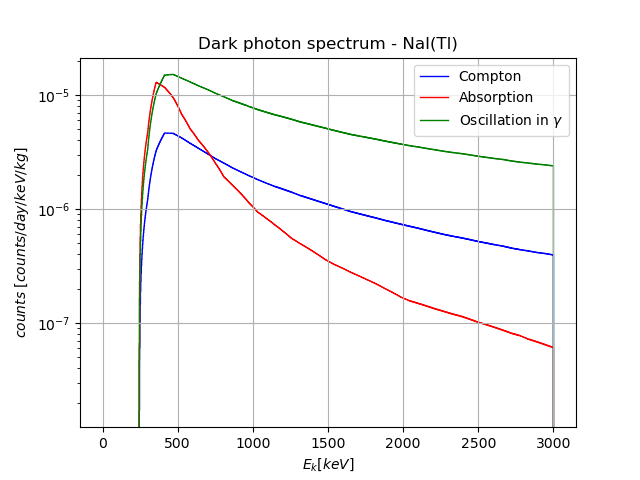 Dark photon spectrum - NaI(Tl)
Compton
Absorption
Oscillation in γ
10⁻⁵
10⁻⁶
10⁻⁷
counts [counts/day/keV/kg]
0 500 1000 1500 2000 2500 3000
E_k[keV]